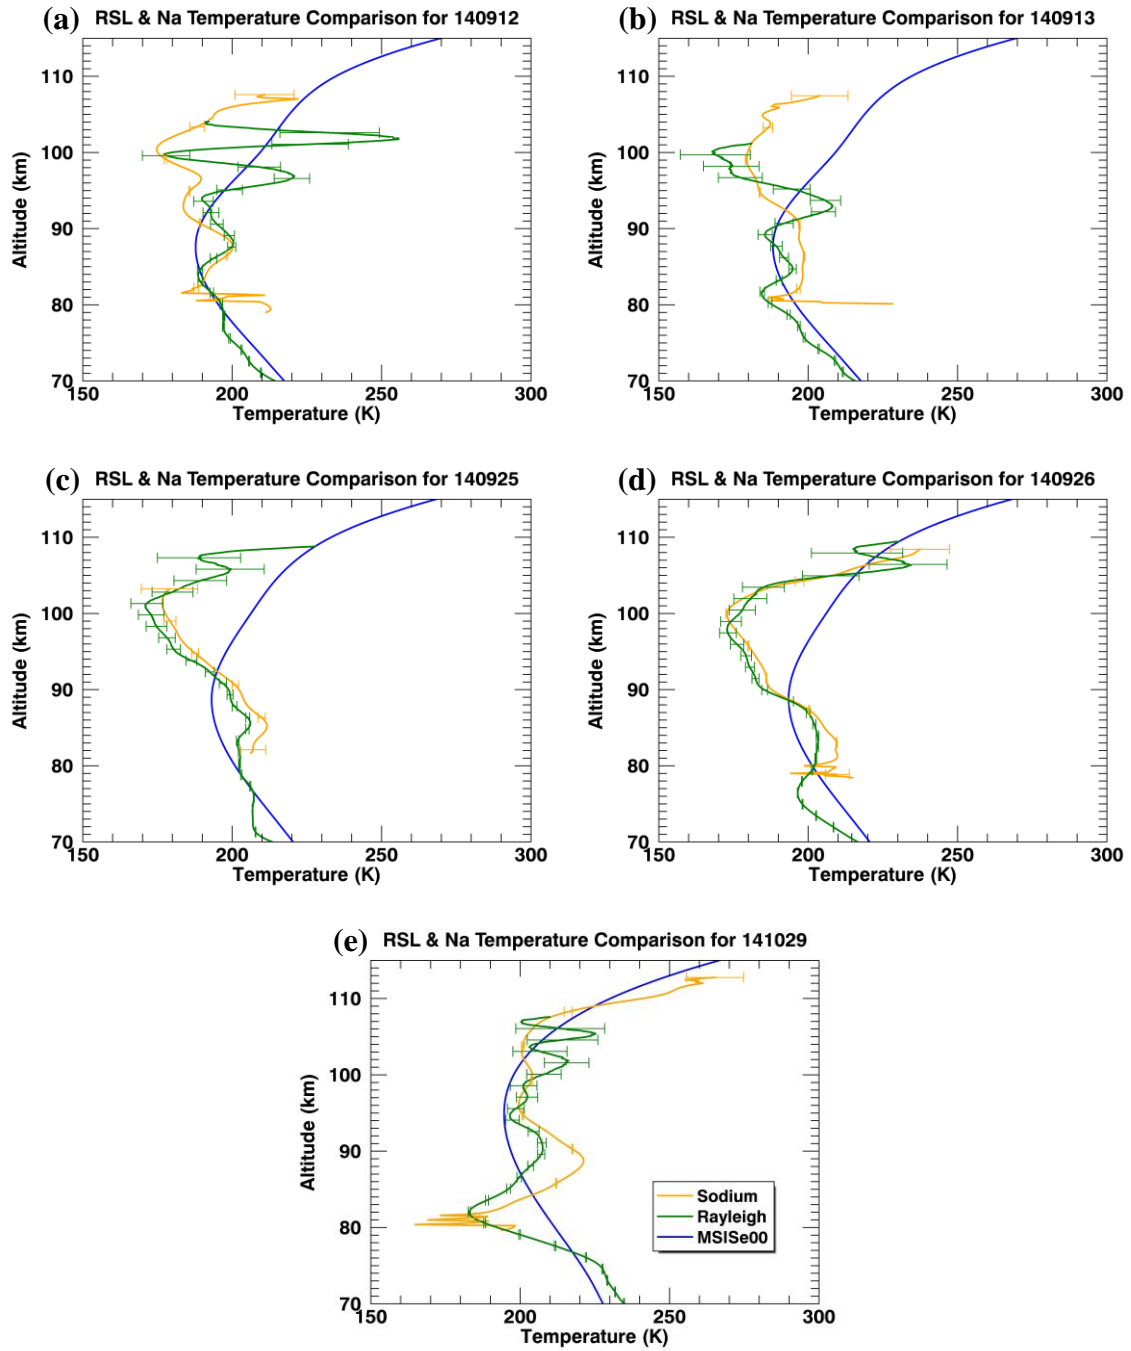 (a) RSL & Na Temperature Comparison for 140912
110
100
90
80
70
Altitude (km)
150 200 250 300
Temperature (K)
(b) RSL & Na Temperature Comparison for 140913
110
100
90
80
70
Altitude (km)
150 200 250 300
Temperature (K)
(c) RSL & Na Temperature Comparison for 140925
110
100
90
80
70
Altitude (km)
150 200 250 300
Temperature (K)
(d) RSL & Na Temperature Comparison for 140926
110
100
90
80
70
Altitude (km)
150 200 250 300
Temperature (K)
(e) RSL & Na Temperature Comparison for 141029
110
100
90
80
70
Altitude (km)
150 200 250 300
Temperature (K)
Sodium
Rayleigh
MSISe00